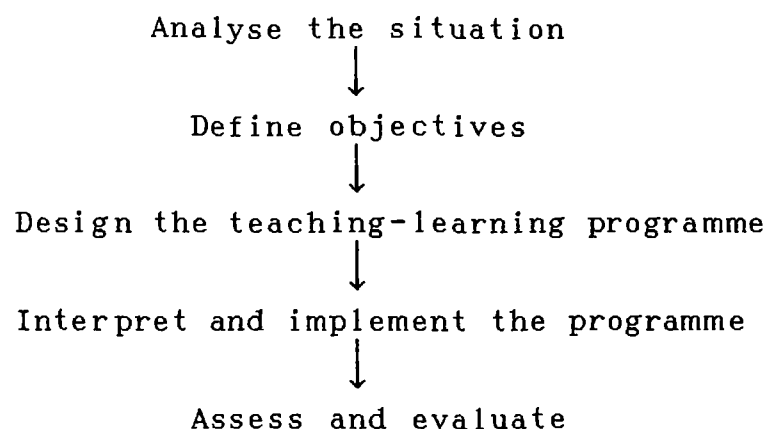 Analyse the situation
Define objectives
Design the teaching-learning programme
Interpret and implement the programme
Assess and evaluate